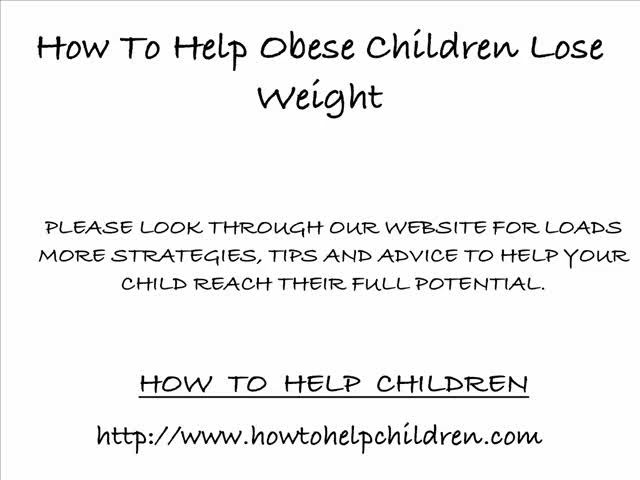 How To Help Obese Children Lose
Weight
PLEASE LOOK THROUGH OUR WEBSITE FOR LOADS
MORE STRATEGIES, TIPS AND ADVICE TO HELP YOUR
CHILD REACH THEIR FULL POTENTIAL.
HOW TO HELP CHILDREN
http://www.howtohelpchildren.com